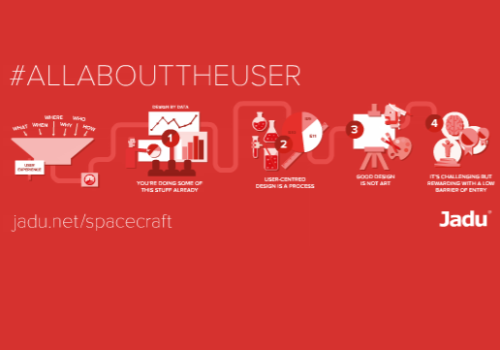 #ALLABOUTTHEUSER
WHERE WHO
WHAT WHEN WHY HOW
USER
EXPERIENCE
DESIGN BY DATA
1
YOU'RE DOING SOME OF
THIS STUFF ALREADY
2
USER-CENTRED
DESIGN IS A PROCESS
3
GOOD DESIGN
IS NOT ART
4
IT'S CHALLENGING BUT
REWARDING WITH A LOW
BARRIER OF ENTRY
jadu.net/spacecraft
Jadu